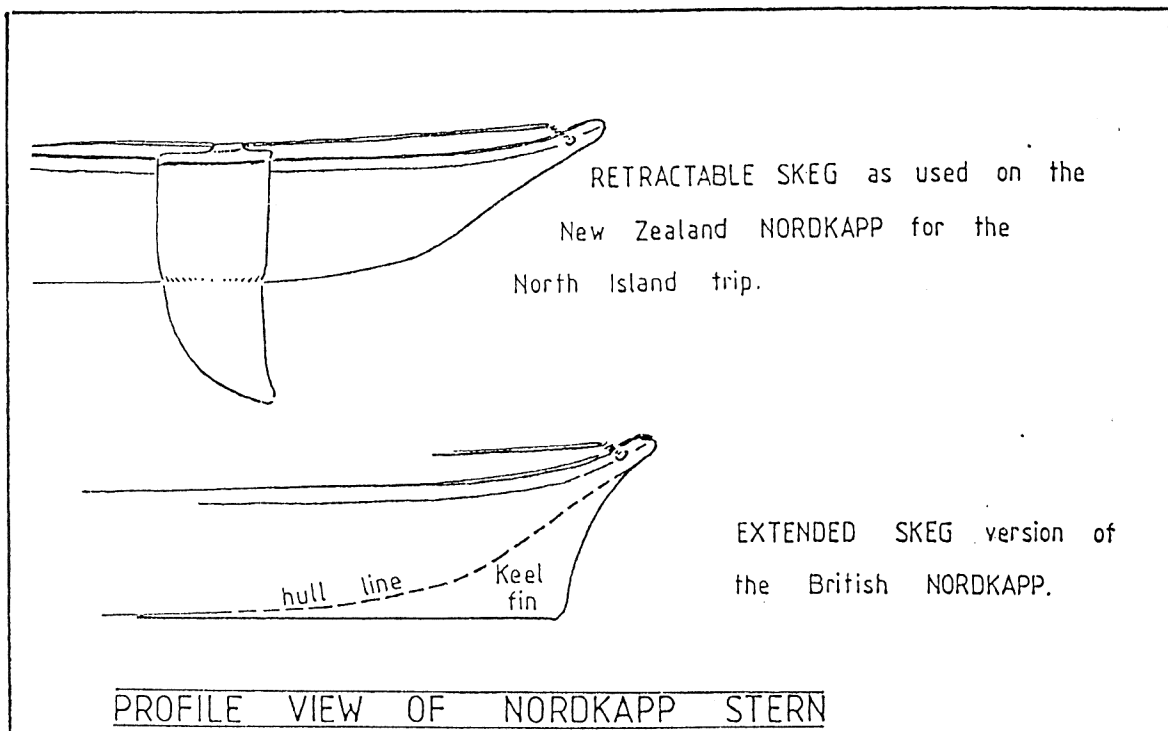 RETRACTABLE SKEG as used on the
New Zealand NORDKAPP for the
North Island trip.
EXTENDED SKEG version of
the British NORDKAPP.
hull line
Keel
fin
PROFILE VIEW OF NORDKAPP STERN